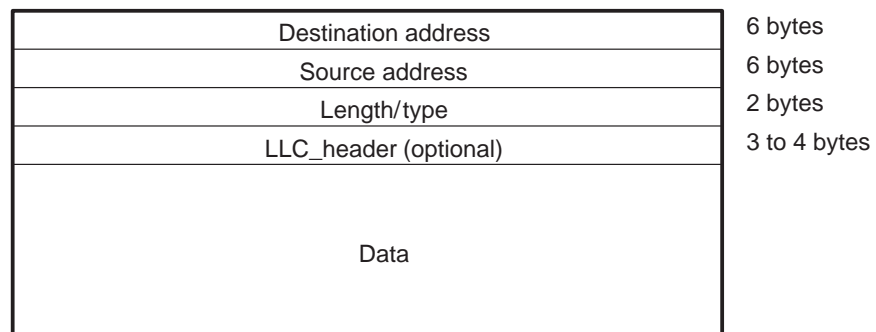 Destination address 6 bytes
Source address 6 bytes
Length/type 2 bytes
LLC_header (optional) 3 to 4 bytes
Data